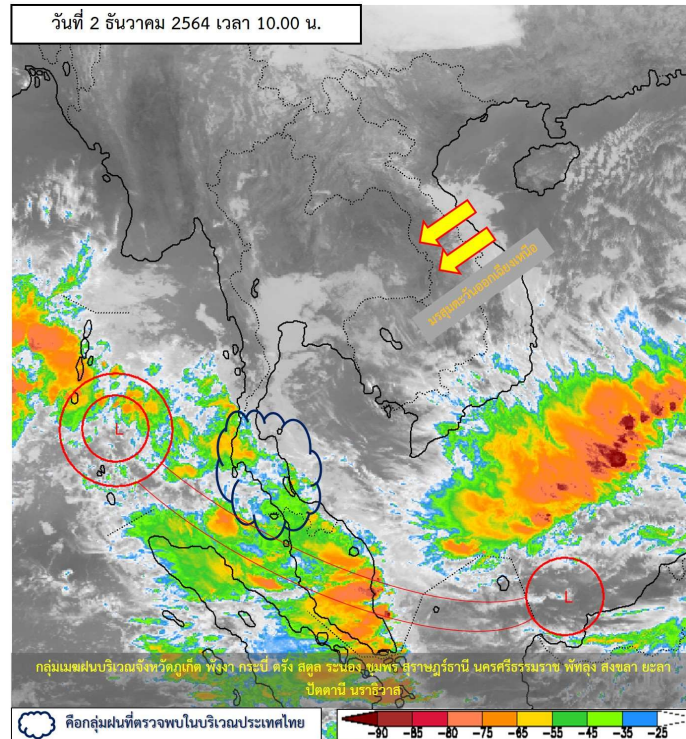 วันที่ 2 ธันวาคม 2564 เวลา 10.00 น.
มรสุมตะวันออกเฉียงเหนือ
L
L
กลุ่มเมฆฝนบริเวณจังหวัดภูเก็ต พังงา กระบี่ ตรัง สตูล ระนอง ชุมพร สุราษฎร์ธานี นครศรีธรรมราช พัทลุง สงขลา ยะลา
ปัตตานี นราธิวาส
คือกลุ่มฝนที่ตรวจพบในบริเวณประเทศไทย
-90 -85 -80 -75 -65 -55 -45 -35 -25